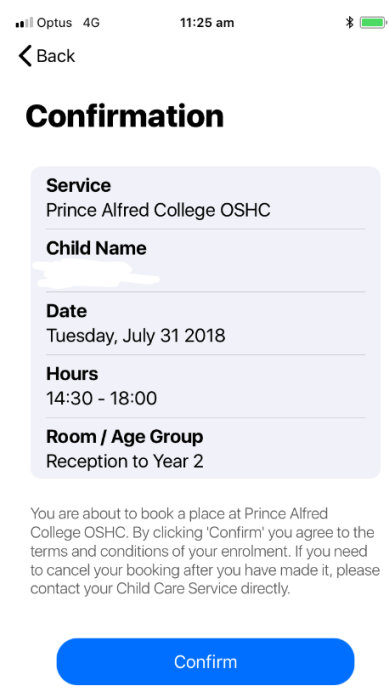 Optus 4G 11:25 am
Back
Confirmation
Service
Prince Alfred College OSHC
Child Name
Date
Tuesday, July 31 2018
Hours
14:30 - 18:00
Room / Age Group
Reception to Year 2
You are about to book a place at Prince Alfred
College OSHC. By clicking 'Confirm' you agree to the
terms and conditions of your enrolment. If you need
to cancel your booking after you have made it, please
contact your Child Care Service directly.
Confirm